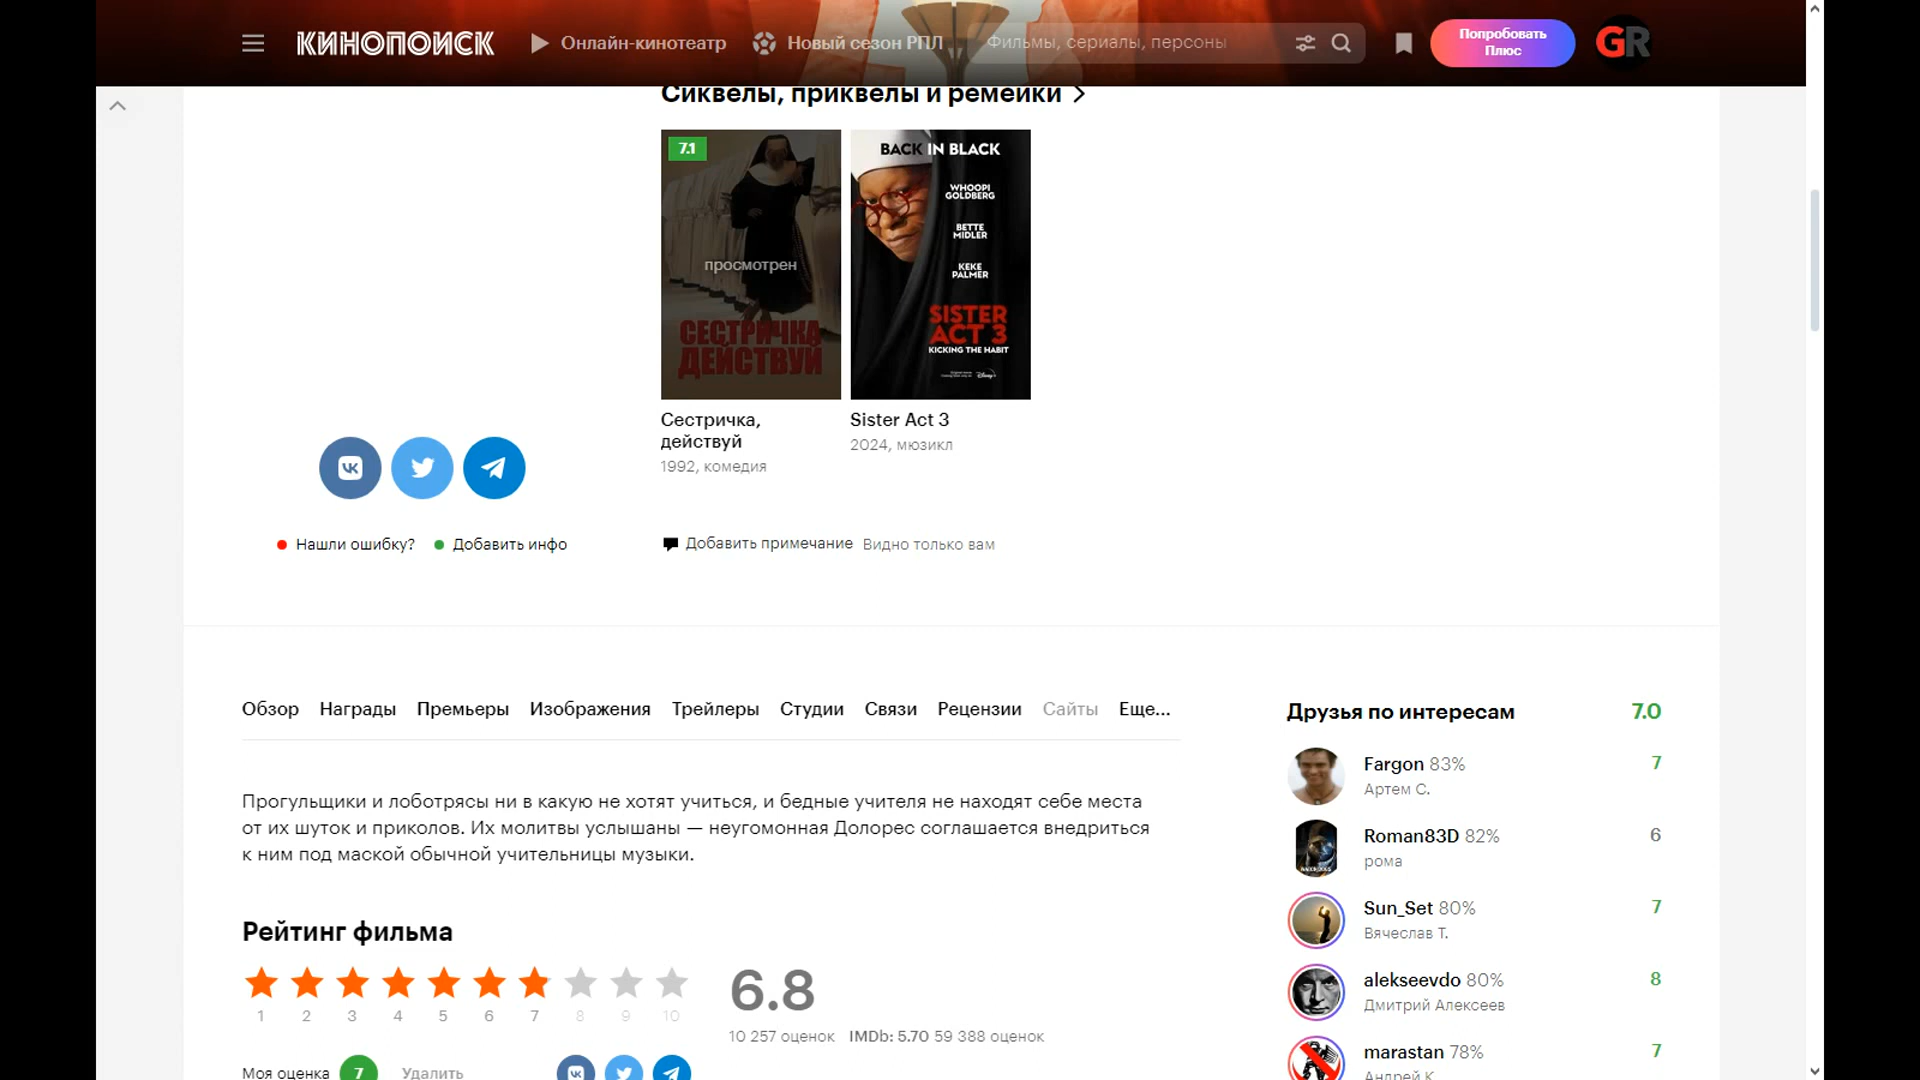 КИНОПОИСК
Онлайн-кинотеатр
Новый сезон РПЛ
Фильмы, сериалы, персоны
Попробовать
Плюс
GR
Сиквелы, приквелы и ремейки
7.1
просмотрен
СЕСТРИЧКА
ДЕЙСТВУЙ
BACK IN BLACK
WHOOPI
GOLDBERG
BETTE
MIDLER
KEKE
PALMER
SISTER
ACT 3
KICKING THE HABIT
Disney+
Сестричка,
действуй
1992, комедия
Sister Act 3
2024, мюзикл
Нашли ошибку?
Добавить инфо
Добавить примечание Видно только вам
Обзор Награды Премьеры Изображения Трейлеры Студии Связи Рецензии Сайты Еще...
Прогульщики и лоботрясы ни в какую не хотят учиться, и бедные учителя не находят себе места
от их шуток и приколов. Их молитвы услышаны — неугомонная Долорес соглашается внедриться
к ним под маской обычной учительницы музыки.
Рейтинг фильма
1 2 3 4 5 6 7 8 9 10
6.8
10 257 оценок IMDb: 5.70 59 388 оценок
Моя оценка 7 Удалить
Друзья по интересам 7.0
Fargon 83% 7
Артем С.
Roman83D 82% 6
рома
Sun_Set 80% 7
Вячеслав Т.
alekseevdo 80% 8
Дмитрий Алексеев
marastan 78% 7
Андрей К.